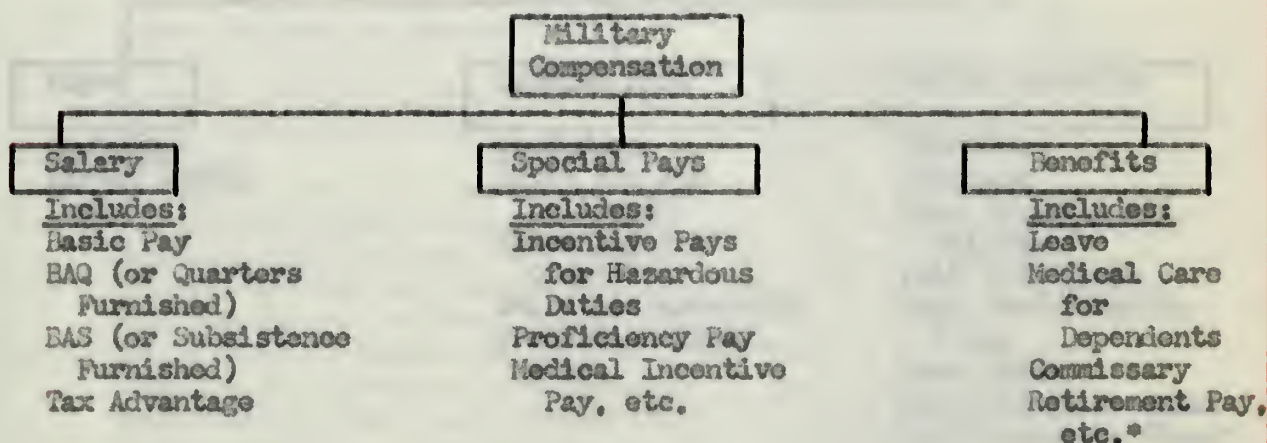 Military
Compensation
Salary
Includes:
Basic Pay
BAQ (or Quarters
Furnished)
BAS (or Subsistence
Furnished)
Tax Advantage
Special Pays
Includes:
Incentive Pays
for Hazardous
Duties
Proficiency Pay
Medical Incentive
Pay, etc.
Benefits
Includes:
Leave
Medical Care
for
Dependents
Commissary
Retirement Pay,
etc.*